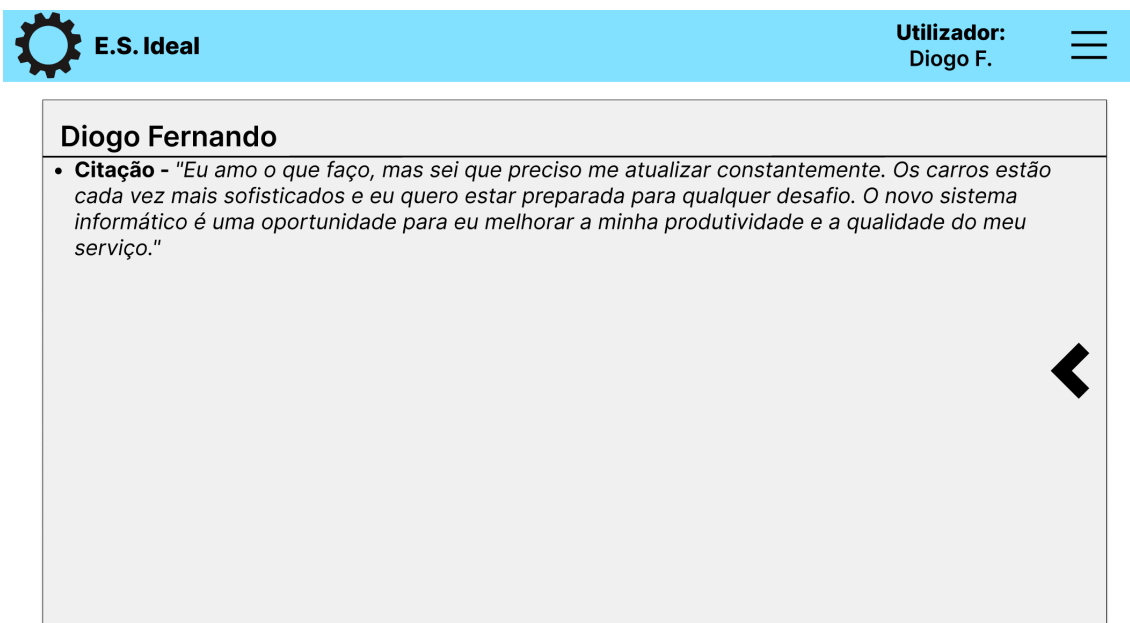 E.S. Ideal
Utilizador:
Diogo F.
Diogo Fernando
• Citação - "Eu amo o que faço, mas sei que preciso me atualizar constantemente. Os carros estão
cada vez mais sofisticados e eu quero estar preparada para qualquer desafio. O novo sistema
informático é uma oportunidade para eu melhorar a minha produtividade e a qualidade do meu
serviço."